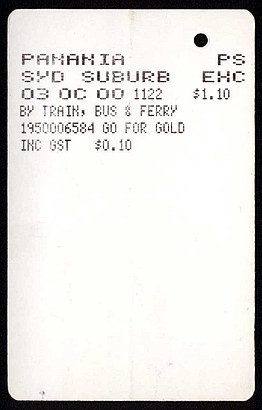 PANANIA PS
SYD SUBURB EXC
03 OC 00 1122 $1.10
BY TRAIN, BUS & FERRY
1950006584 GO FOR GOLD
INC GST $0.10